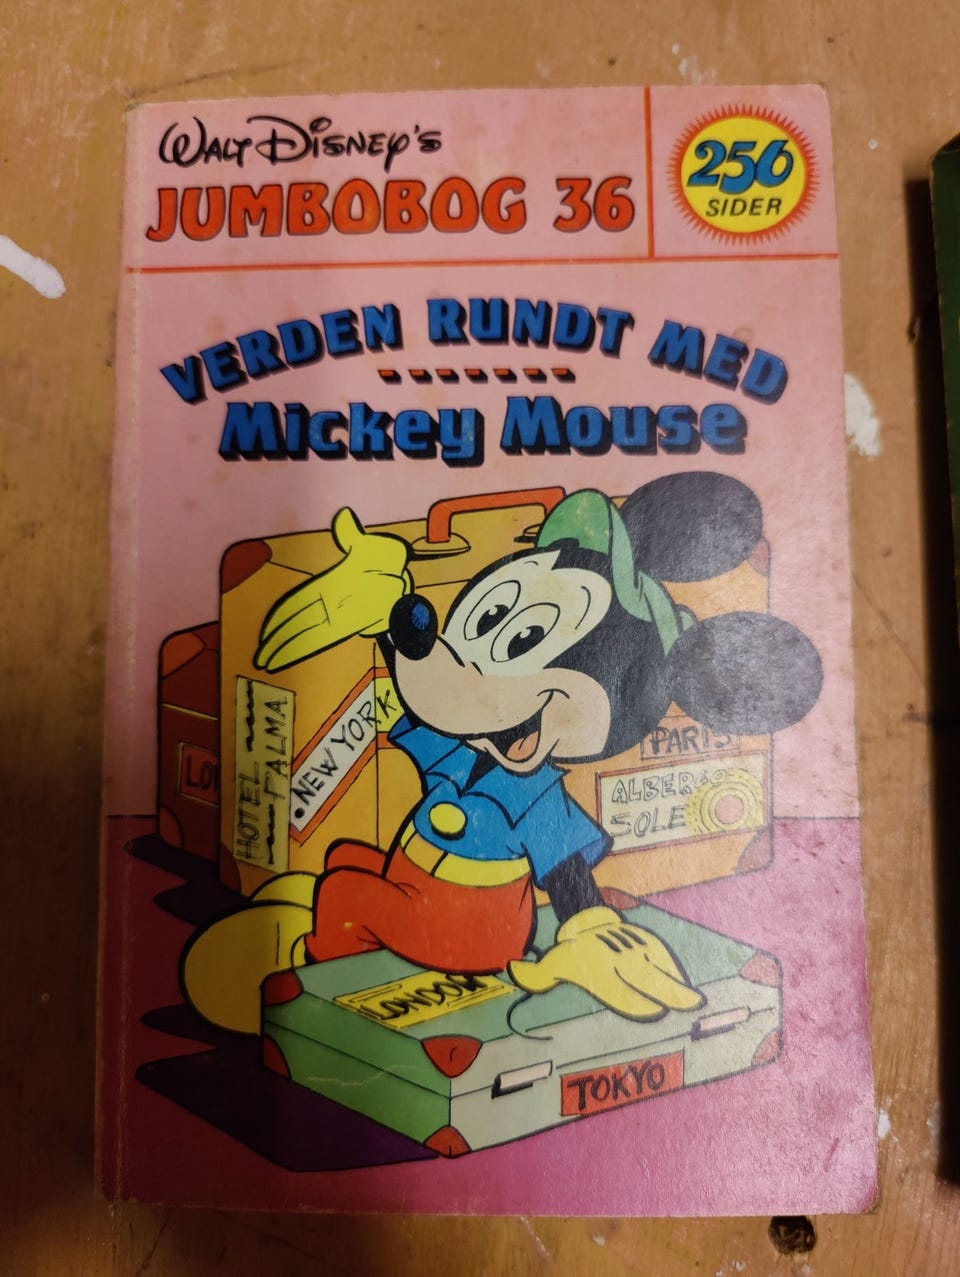 WALT DISNEY'S
JUMBOBOG 36
256
SIDER
VERDEN RUNDT MED
Mickey Mouse
HOTEL
PALMA
•NEW YORK
PARIS
ALBERGO
SOLE
LONDON
TOKYO